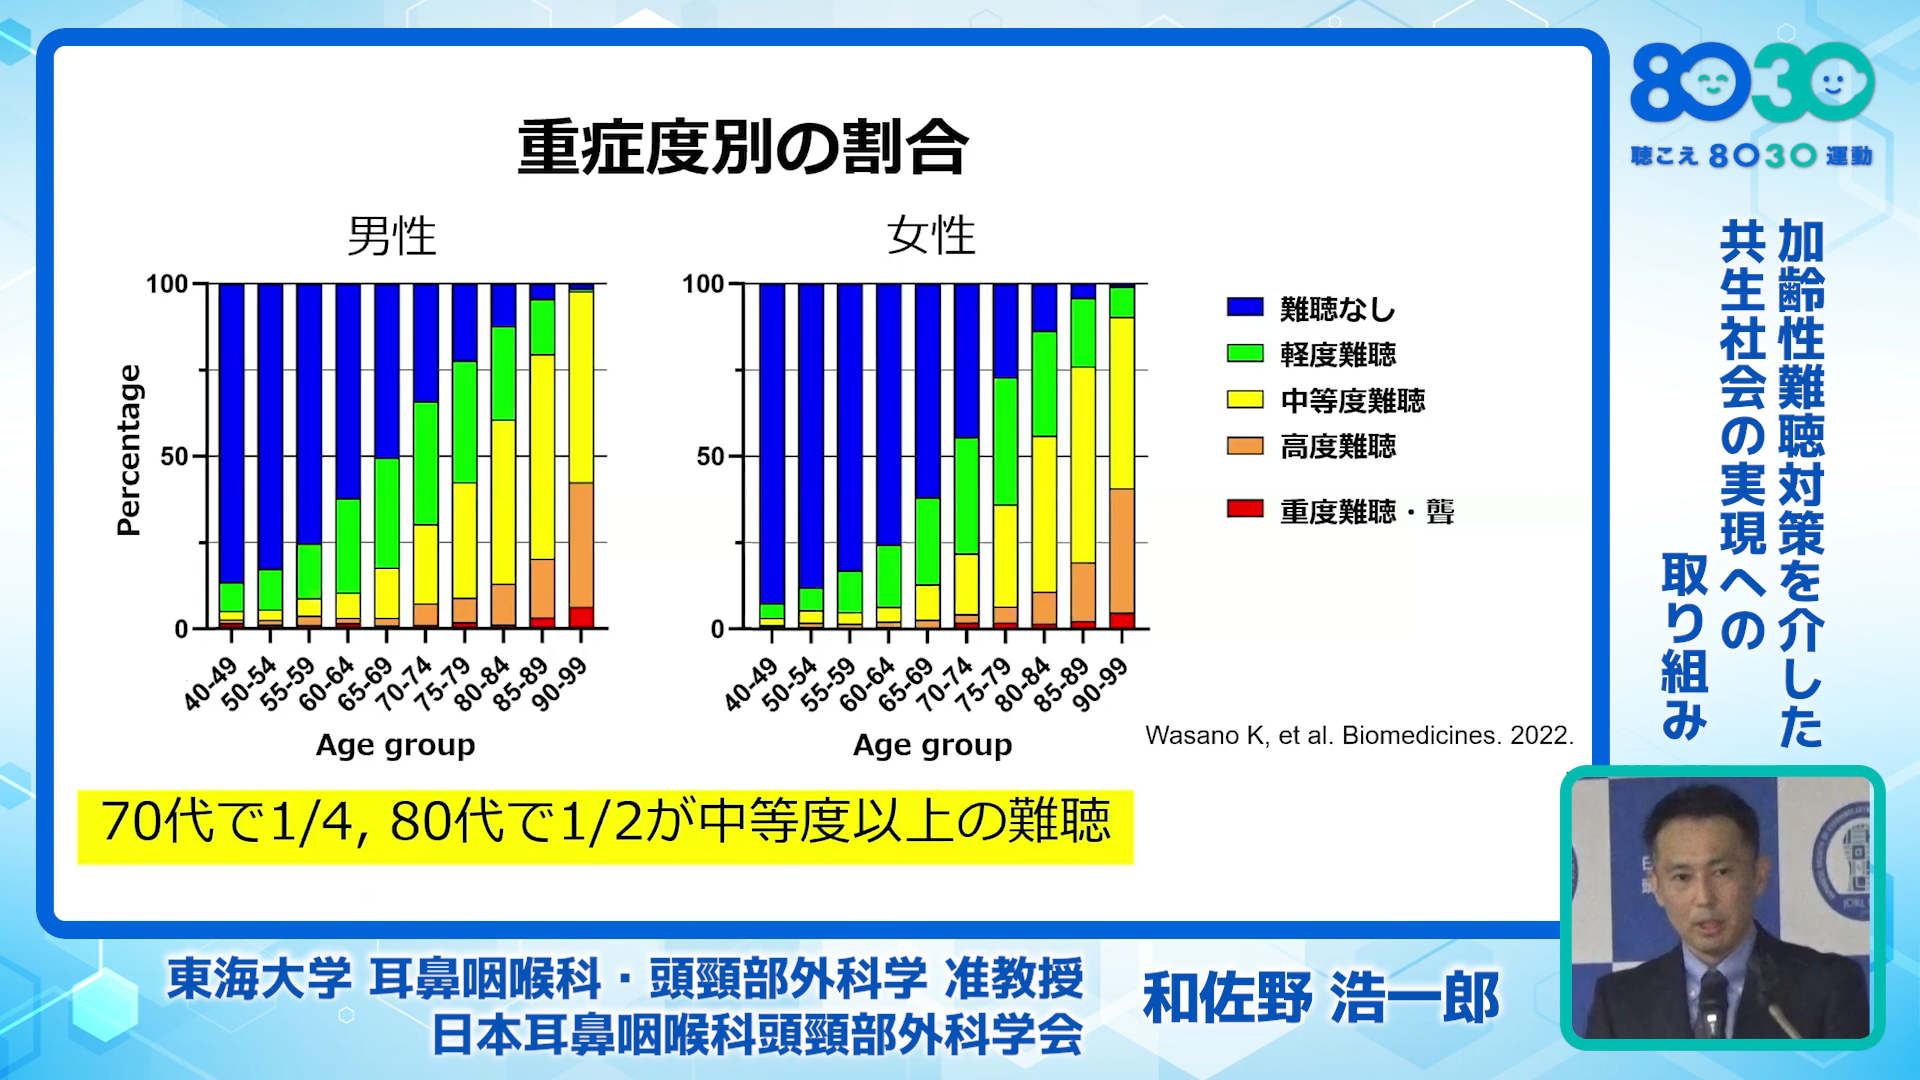 重症度別の割合
男性
女性
100
50
0
Percentage
40-49
50-54
55-59
60-64
65-69
70-74
75-79
80-84
85-89
90-99
Age group
100
50
0
40-49
50-54
55-59
60-64
65-69
70-74
75-79
80-84
85-89
90-99
Age group
難聴なし
軽度難聴
中等度難聴
高度難聴
重度難聴・聾
Wasano K, et al. Biomedicines. 2022.
70代で1/4, 80代で1/2が中等度以上の難聴
8030
聴こえ8030運動
加齢性難聴対策を介した
共生社会の実現への
取り組み
東海大学 耳鼻咽喉科・頭頸部外科学 准教授
日本耳鼻咽喉科頭頸部外科学会
和佐野 浩一郎